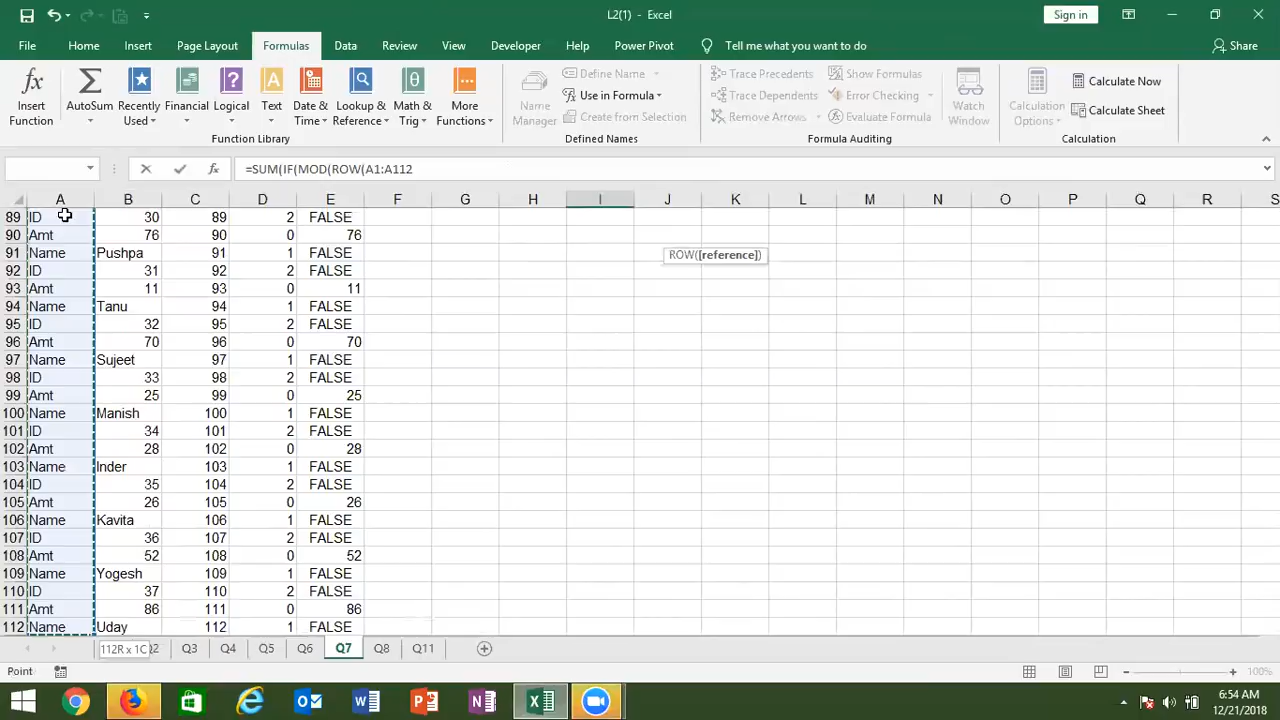 L2(1) - Excel
Sign in
File Home Insert Page Layout Formulas Data Review View Developer Help Power Pivot Tell me what you want to do Share
Insert Function
AutoSum
Recently Used
Financial
Logical
Text
Date & Time
Lookup & Reference
Math & Trig
More Functions
Function Library
Name Manager
Define Name
Use in Formula
Create from Selection
Defined Names
Trace Precedents
Trace Dependents
Remove Arrows
Show Formulas
Error Checking
Evaluate Formula
Formula Auditing
Watch Window
Calculation Options
Calculate Now
Calculate Sheet
Calculation
fx =SUM(IF(MOD(ROW(A1:A112
A B C D E F G H I J K L M N O P Q R S
89 ID 30 89 2 FALSE
90 Amt 76 90 0 76
91 Name Pushpa 91 1 FALSE
ROW([reference])
92 ID 31 92 2 FALSE
93 Amt 11 93 0 11
94 Name Tanu 94 1 FALSE
95 ID 32 95 2 FALSE
96 Amt 70 96 0 70
97 Name Sujeet 97 1 FALSE
98 ID 33 98 2 FALSE
99 Amt 25 99 0 25
100 Name Manish 100 1 FALSE
101 ID 34 101 2 FALSE
102 Amt 28 102 0 28
103 Name Inder 103 1 FALSE
104 ID 35 104 2 FALSE
105 Amt 26 105 0 26
106 Name Kavita 106 1 FALSE
107 ID 36 107 2 FALSE
108 Amt 52 108 0 52
109 Name Yogesh 109 1 FALSE
110 ID 37 110 2 FALSE
111 Amt 86 111 0 86
112 Name Uday 112 1 FALSE
112R x 1C 2 Q3 Q4 Q5 Q6 Q7 Q8 Q11
Point
100%
6:54 AM
12/21/2018